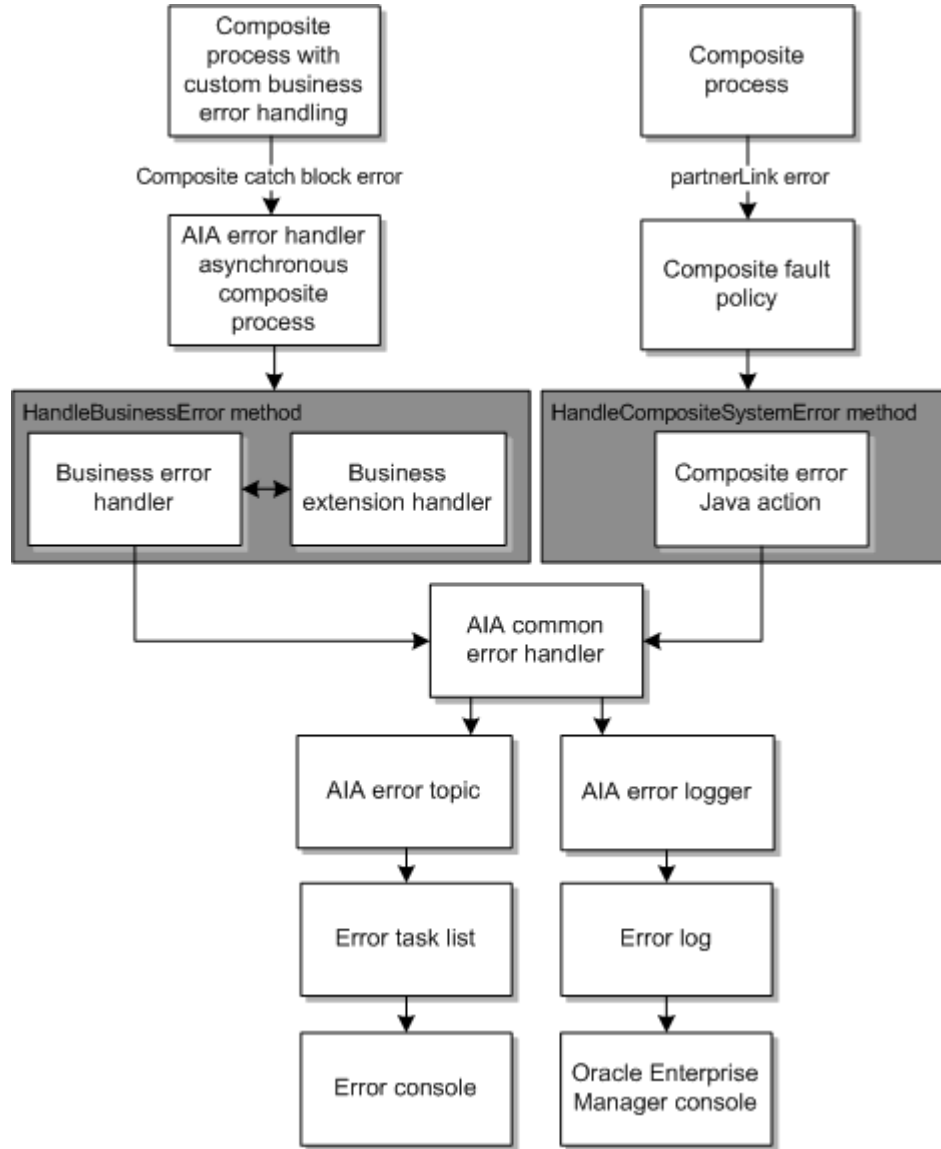 Composite
process with
custom business
error handling
Composite
process
Composite catch block error
partnerLink error
AIA error handler
asynchronous
composite
process
Composite fault
policy
HandleBusinessError method
HandleCompositeSystemError method
Business error
handler
Business
extension handler
Composite error
Java action
AIA common
error handler
AIA error topic
AIA error logger
Error task list
Error log
Error console
Oracle Enterprise
Manager console